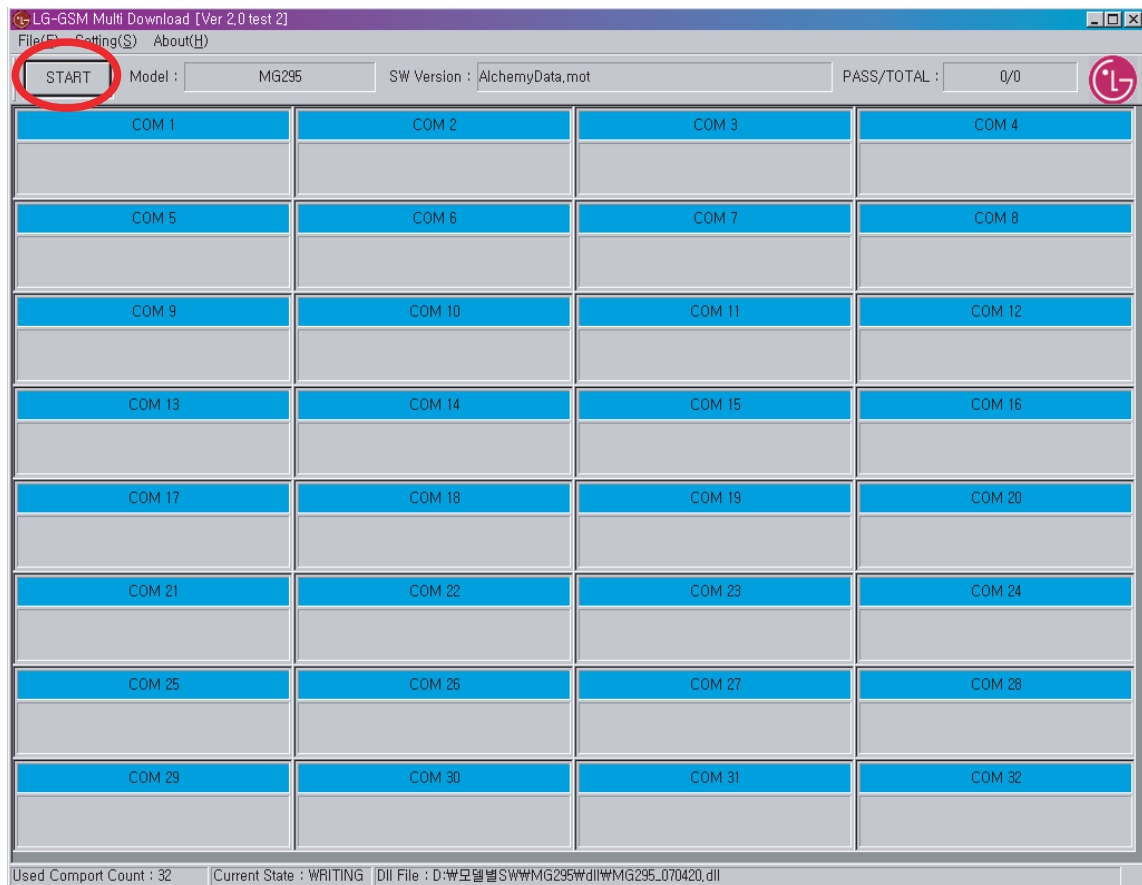 LG-GSM Multi Download [Ver 2,0 test 2]
File(F) Setting(S) About(H)
START Model : MG295 SW Version : AlchemyData,mot PASS/TOTAL : 0/0
COM 1 COM 2 COM 3 COM 4
COM 5 COM 6 COM 7 COM 8
COM 9 COM 10 COM 11 COM 12
COM 13 COM 14 COM 15 COM 16
COM 17 COM 18 COM 19 COM 20
COM 21 COM 22 COM 23 COM 24
COM 25 COM 26 COM 27 COM 28
COM 29 COM 30 COM 31 COM 32
Used Comport Count : 32 Current State : WRITING Dll File : D:₩모델별SW₩MG295₩dll₩MG295_070420,dll